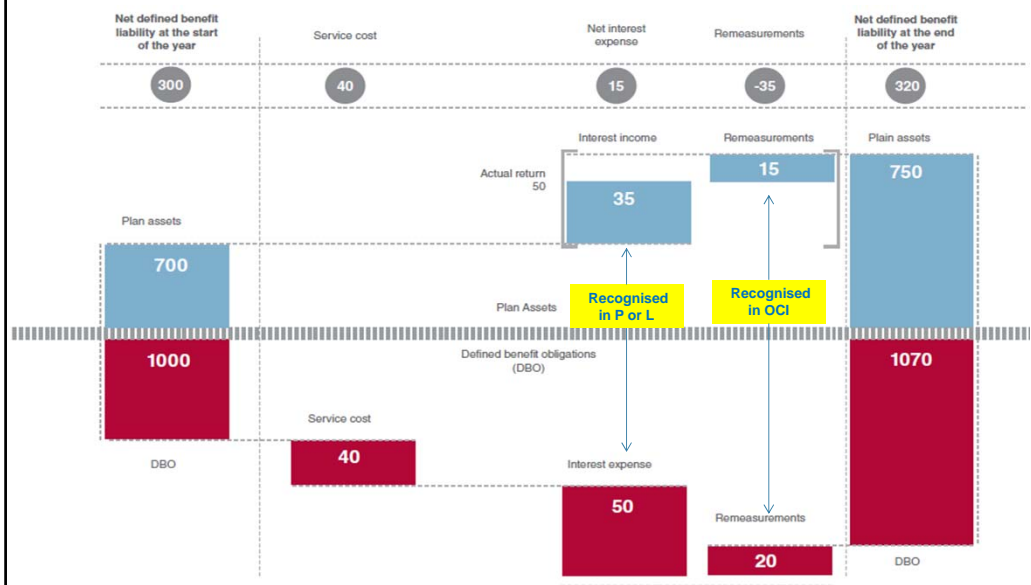 Net defined benefit
liability at the start
of the year
Service cost
Net interest
expense
Remeasurements
Net defined benefit
liability at the end
of the year
300
40
15
-35
320
Interest income
Remeasurements
Plain assets
Actual return
50
15
750
35
Plan assets
700
Recognised
in P or L
Recognised
in OCI
Plan Assets
1000
Defined benefit obligations
(DBO)
1070
Service cost
40
DBO
Interest expense
50
Remeasurements
20
DBO